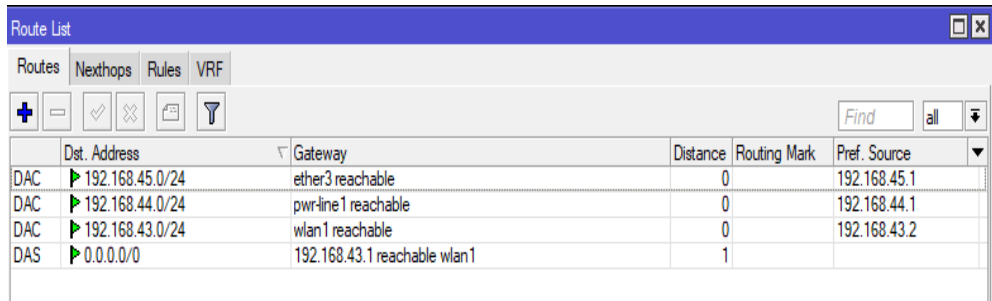 Route List
Routes Nexthops Rules VRF
Find all
Dst. Address Gateway Distance Routing Mark Pref. Source
DAC 192.168.45.0/24 ether3 reachable 0 192.168.45.1
DAC 192.168.44.0/24 pwr-line1 reachable 0 192.168.44.1
DAC 192.168.43.0/24 wlan1 reachable 0 192.168.43.2
DAS 0.0.0.0/0 192.168.43.1 reachable wlan1 1